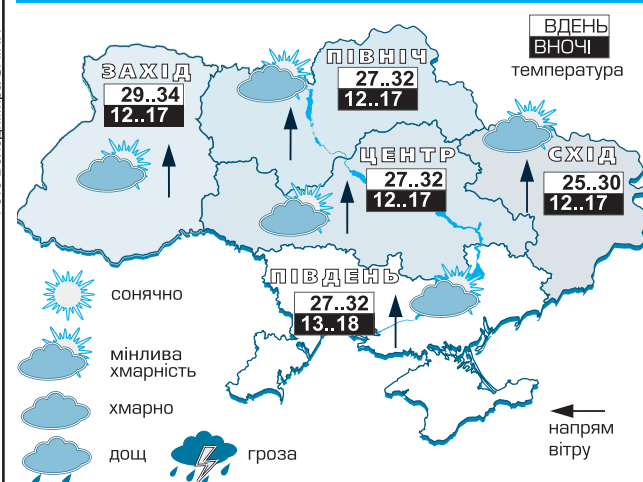 ВДЕНЬ
ВНОЧІ
температура
ЗАХІД
29..34
12..17
ПІВНІЧ
27..32
12..17
ЦЕНТР
27..32
12..17
СХІД
25..30
12..17
ПІВДЕНЬ
27..32
13..18
сонячно
мінлива
хмарність
хмарно
дощ
гроза
напрям
вітру